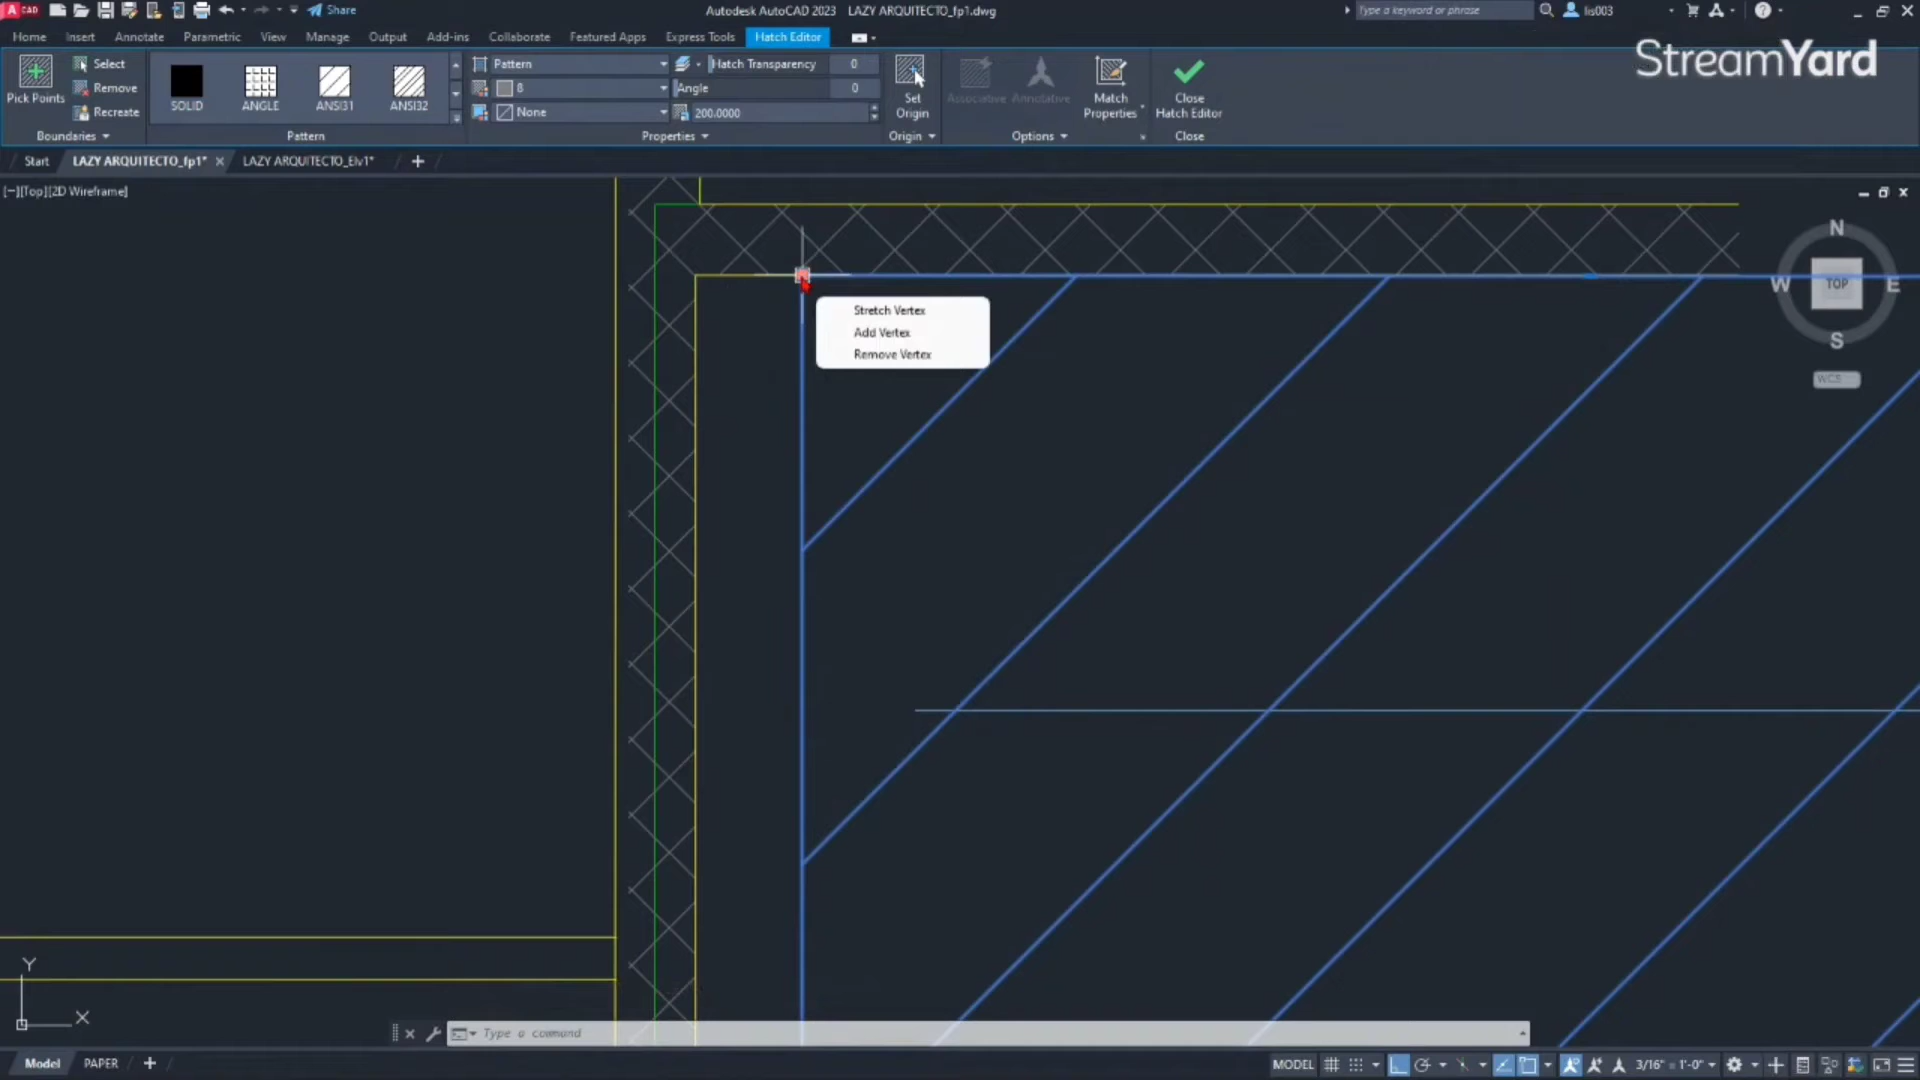 CAD
Share
Autodesk AutoCAD 2023 LAZY ARQUITECTO_fp1.dwg
Type a keyword or phrase
lis003
Home Insert Annotate Parametric View Manage Output Add-ins Collaborate Featured Apps Express Tools Hatch Editor
StreamYard
Pick Points
Select
Remove
Recreate
Boundaries
SOLID
ANGLE
ANSI31
ANSI32
Pattern
Pattern
8
None
Hatch Transparency 0
Angle 0
200.0000
Properties
Set Origin
Origin
Associative
Annotative
Match Properties
Options
Close Hatch Editor
Close
Start LAZY ARQUITECTO_fp1* LAZY ARQUITECTO_Elv1*
[−][Top][2D Wireframe]
N
W TOP E
S
WCS
Stretch Vertex
Add Vertex
Remove Vertex
Y
X
Type a command
Model PAPER
MODEL
3/16" = 1'-0"